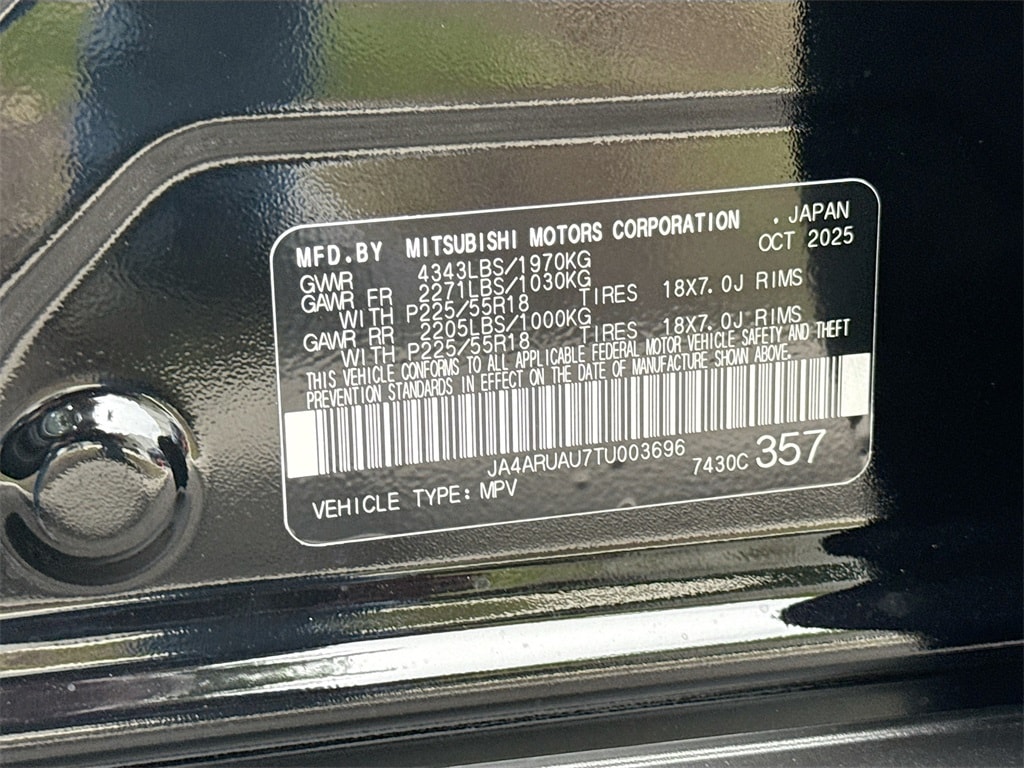 MFD.BY MITSUBISHI MOTORS CORPORATION . JAPAN
GWWR 4343LBS/1970KG OCT 2025
GAWR FR 2271LBS/1030KG
WITH P225/55R18 TIRES 18X7.0J RIMS
GAWR RR 2205LBS/1000KG
WITH P225/55R18 TIRES 18X7.0J RIMS
THIS VEHICLE CONFORMS TO ALL APPLICABLE FEDERAL MOTOR VEHICLE SAFETY AND THEFT
PREVENTION STANDARDS IN EFFECT ON THE DATE OF MANUFACTURE SHOWN ABOVE.
JA4ARUAU7TU003696 7430C 357
VEHICLE TYPE: MPV